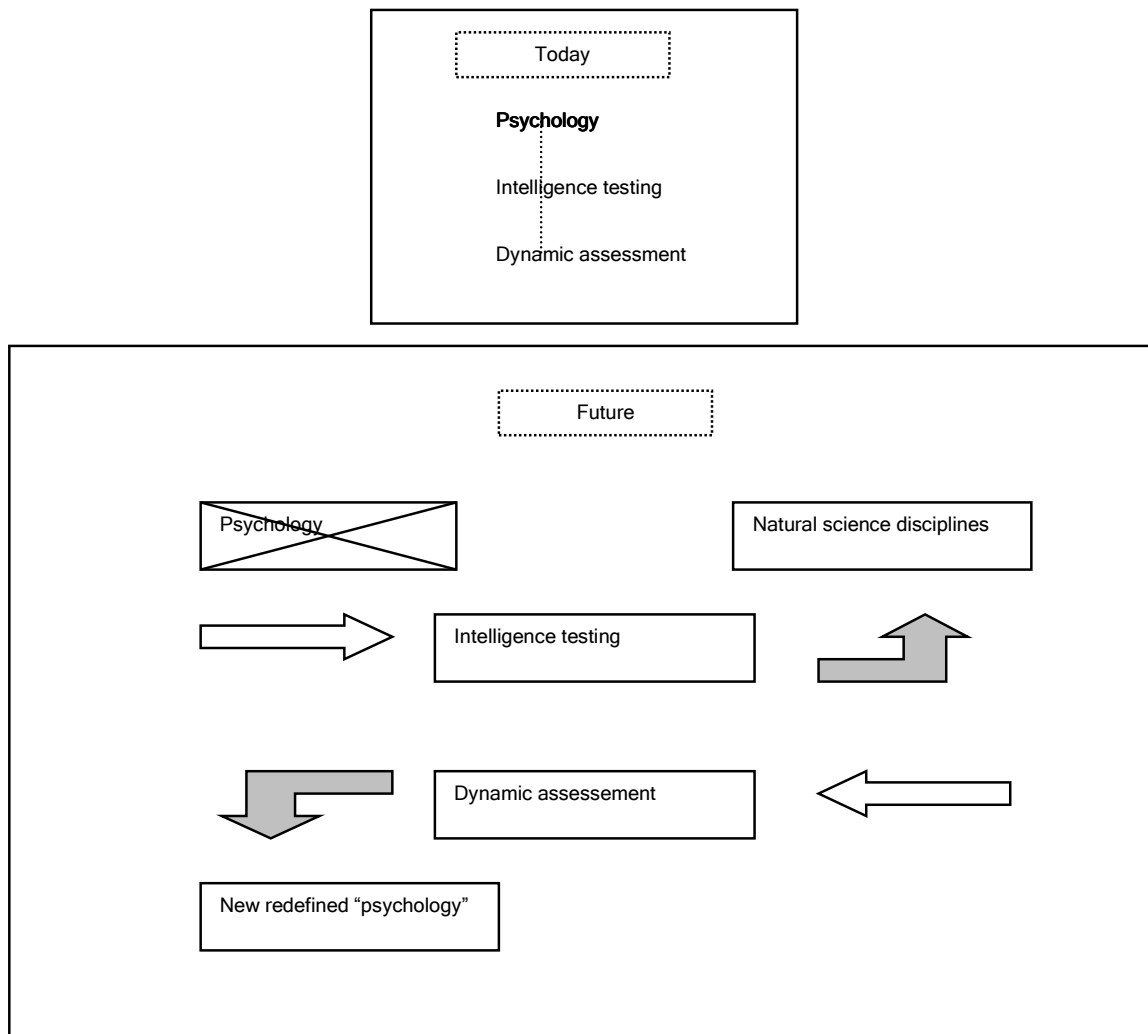 Today
Psychology
Intelligence testing
Dynamic assessment
Future
Psychology
Natural science disciplines
Intelligence testing
Dynamic assessement
New redefined “psychology”